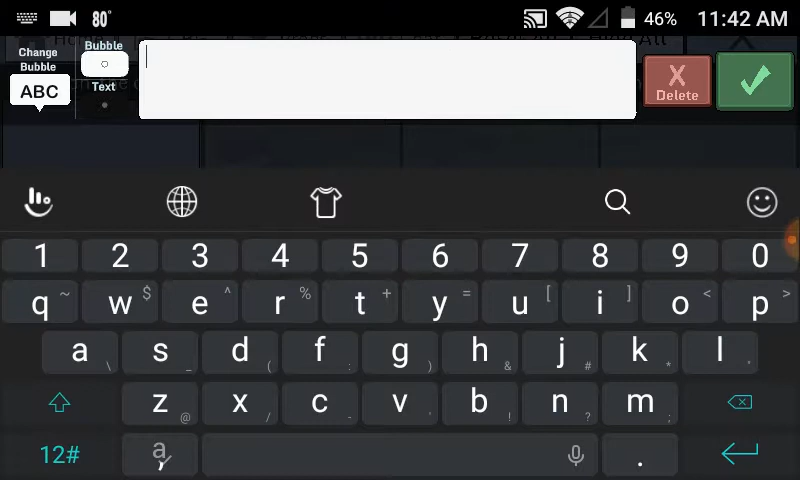 80° 46% 11:42 AM
Change
Bubble
ABC
Bubble
Text
X
Delete
1 2 3 4 5 6 7 8 9 0
q ~ w $ e ^ r % t + y = u [ i ] o < p >
a \ s _ d ( f : g ) h & j # k * l
z @ x / c - v b ! n ? m ;
12# a , .